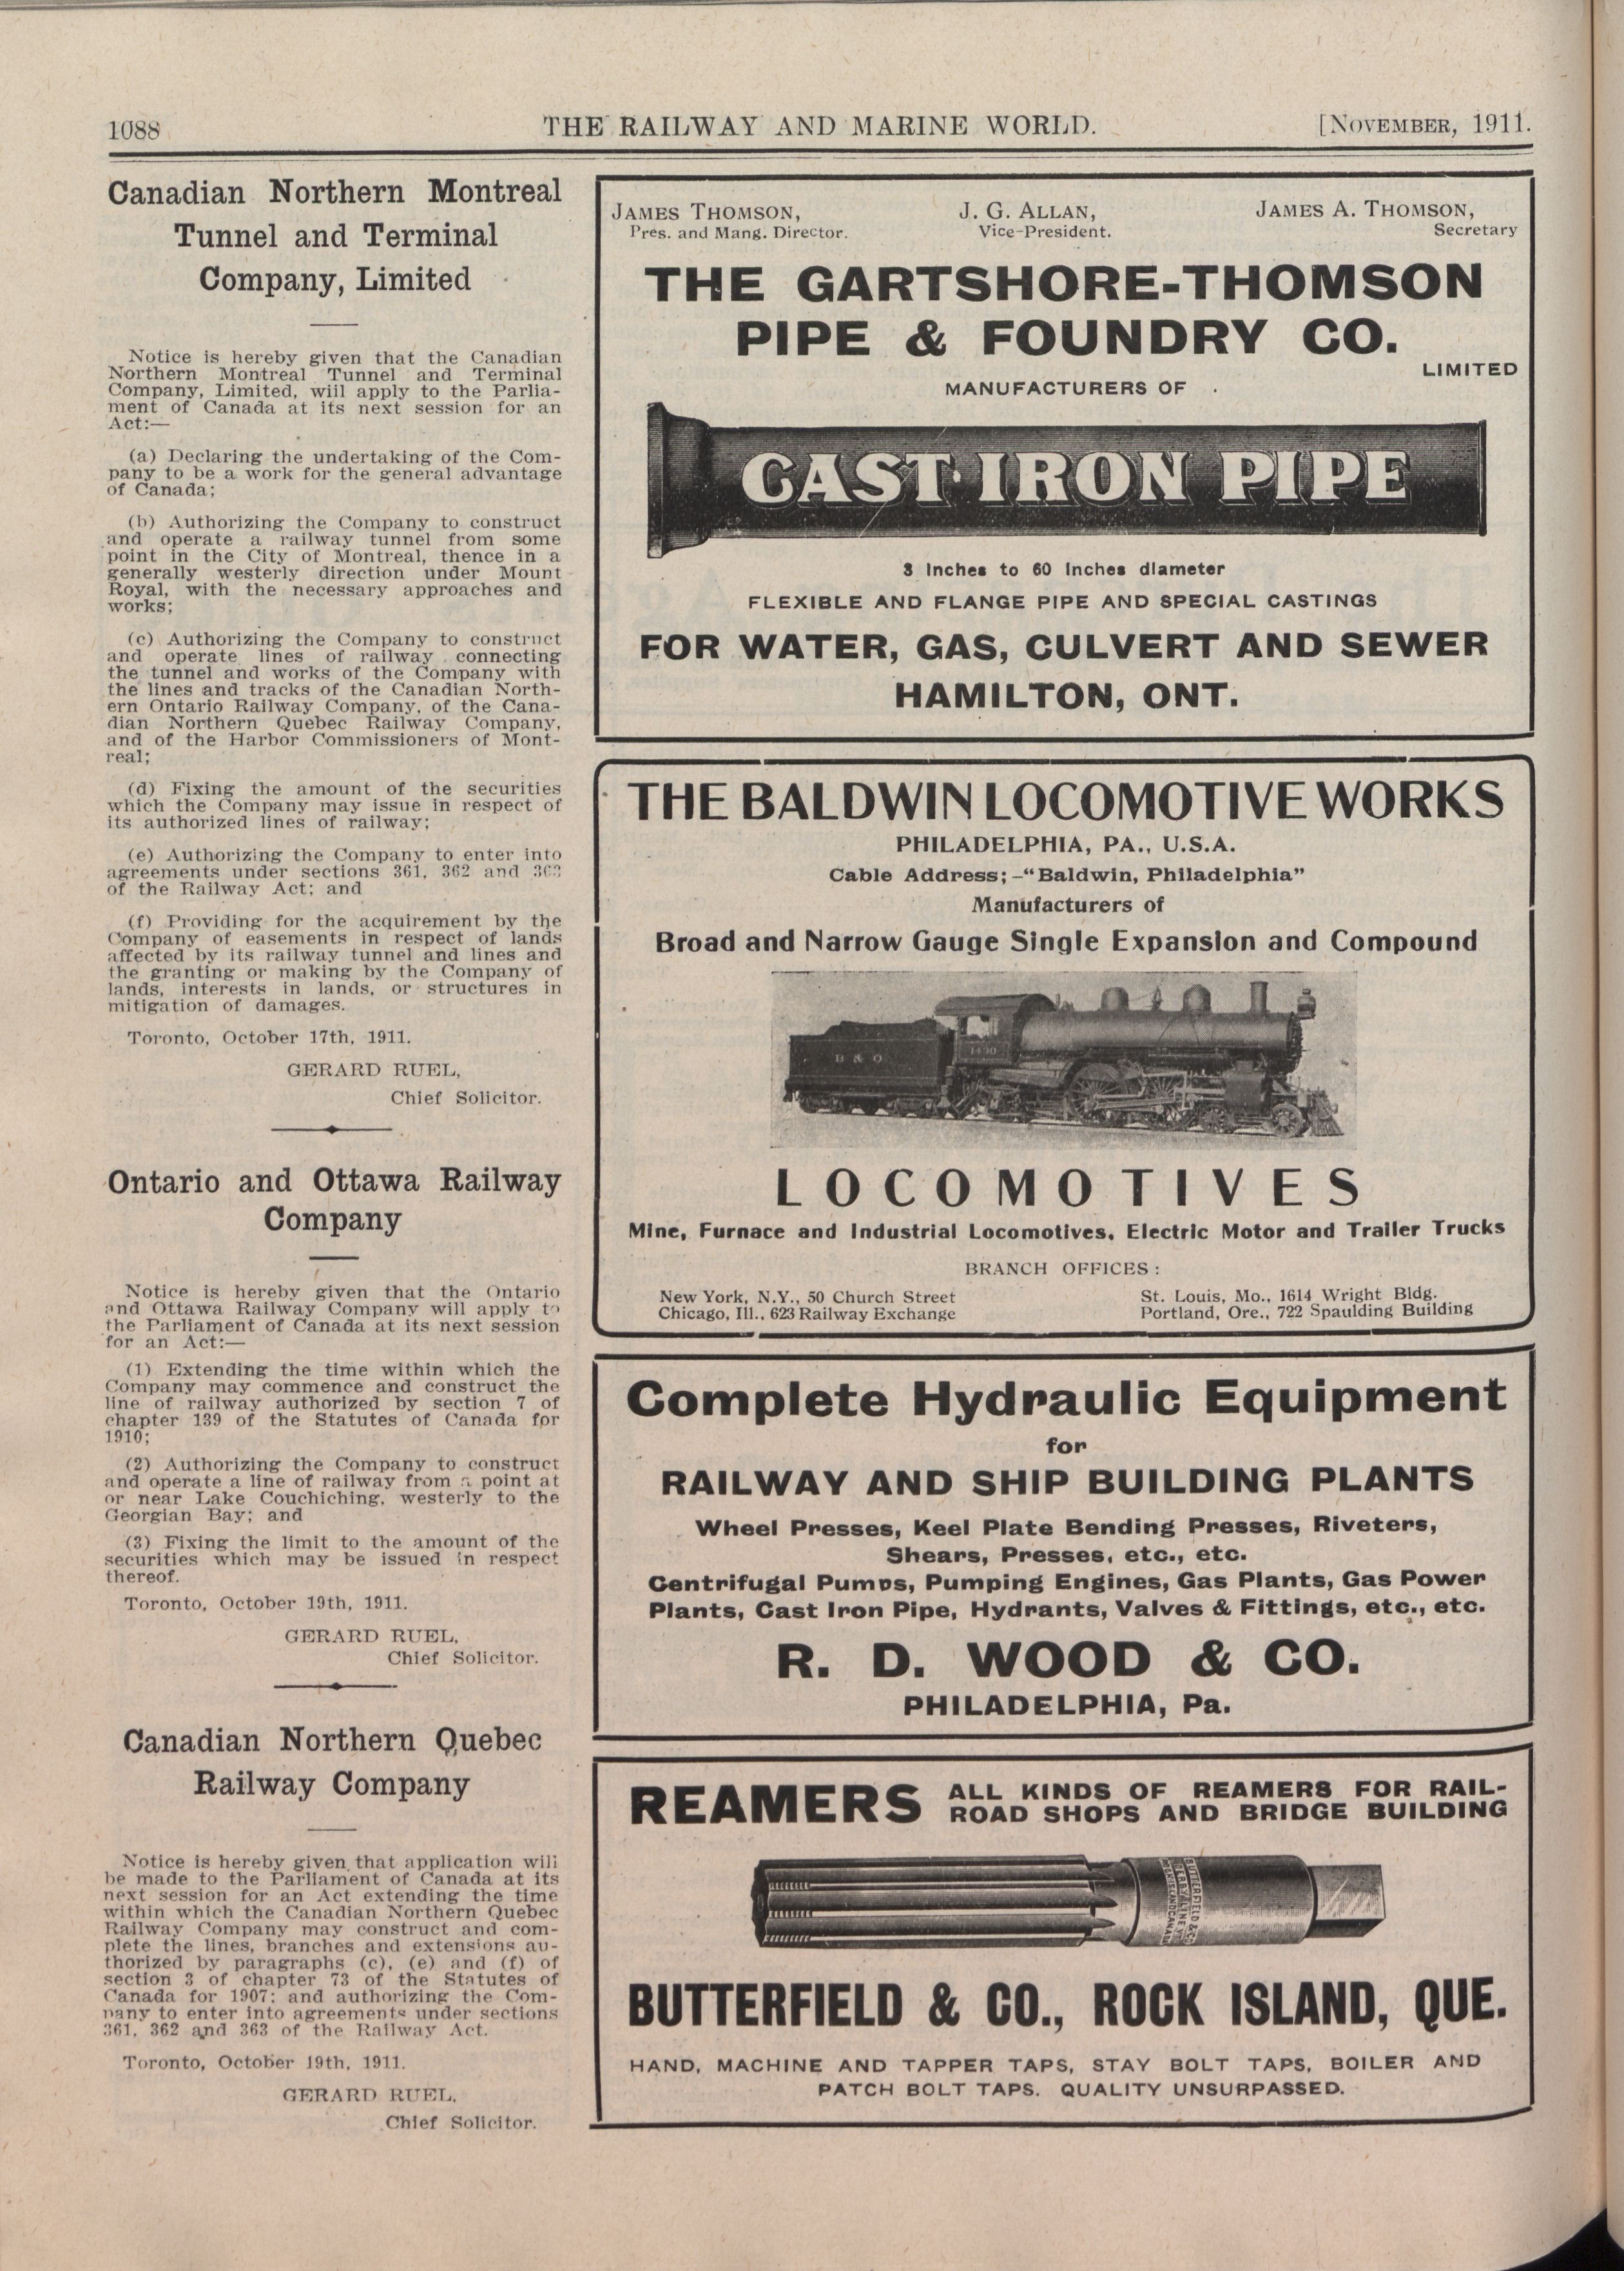 1088
THE RAILWAY AND MARINE WORLD.
[NOVEMBER, 1911.
Canadian Northern Montreal
Tunnel and Terminal
Company, Limited
Notice is hereby given that the Canadian
Northern Montreal Tunnel and Terminal
Company, Limited, will apply to the Parlia-
ment of Canada at its next session for an
Act:—
(a) Declaring the undertaking of the Com-
pany to be a work for the general advantage
of Canada;
(b) Authorizing the Company to construct
and operate a railway tunnel from some
point in the City of Montreal, thence in a
generally westerly direction under Mount
Royal, with the necessary approaches and
works;
(c) Authorizing the Company to construct
and operate lines of railway connecting
the tunnel and works of the Company with
the lines and tracks of the Canadian North-
ern Ontario Railway Company, of the Cana-
dian Northern Quebec Railway Company,
and of the Harbor Commissioners of Mont-
real;
(d) Fixing the amount of the securities
which the Company may issue in respect of
its authorized lines of railway;
(e) Authorizing the Company to enter into
agreements under sections 361, 362 and 363
of the Railway Act; and
(f) Providing for the acquirement by the
Company of easements in respect of lands
affected by its railway tunnel and lines and
the granting or making by the Company of
lands, interests in lands, or structures in
mitigation of damages.
Toronto, October 17th, 1911.
GERARD RUEL,
Chief Solicitor.
Ontario and Ottawa Railway
Company
Notice is hereby given that the Ontario
and Ottawa Railway Company will apply to
the Parliament of Canada at its next session
for an Act:—
(1) Extending the time within which the
Company may commence and construct the
line of railway authorized by section 7 of
chapter 139 of the Statutes of Canada for
1910;
(2) Authorizing the Company to construct
and operate a line of railway from a point at
or near Lake Couchiching, westerly to the
Georgian Bay; and
(3) Fixing the limit to the amount of the
securities which may be issued in respect
thereof.
Toronto, October 19th, 1911.
GERARD RUEL,
Chief Solicitor.
Canadian Northern Quebec
Railway Company
Notice is hereby given that application will
be made to the Parliament of Canada at its
next session for an Act extending the time
within which the Canadian Northern Quebec
Railway Company may construct and com-
plete the lines, branches and extensions au-
thorized by paragraphs (c), (e) and (f) of
section 3 of chapter 73 of the Statutes of
Canada for 1907; and authorizing the Com-
pany to enter into agreements under sections
361, 362 and 363 of the Railway Act.
Toronto, October 19th, 1911.
GERARD RUEL,
Chief Solicitor.
JAMES THOMSON,
Pres. and Mang. Director.
J. G. ALLAN,
Vice-President.
JAMES A. THOMSON,
Secretary
THE GARTSHORE-THOMSON
PIPE & FOUNDRY CO.
LIMITED
MANUFACTURERS OF
CAST IRON PIPE
3 Inches to 60 Inches diameter
FLEXIBLE AND FLANGE PIPE AND SPECIAL CASTINGS
FOR WATER, GAS, CULVERT AND SEWER
HAMILTON, ONT.
THE BALDWIN LOCOMOTIVE WORKS
PHILADELPHIA, PA., U.S.A.
Cable Address;-"Baldwin, Philadelphia"
Manufacturers of
Broad and Narrow Gauge Single Expansion and Compound
B & O
1430
LOCOMOTIVES
Mine, Furnace and Industrial Locomotives, Electric Motor and Trailer Trucks
BRANCH OFFICES:
New York, N.Y., 50 Church Street
Chicago, Ill., 623 Railway Exchange
St. Louis, Mo., 1614 Wright Bldg.
Portland, Ore., 722 Spaulding Building
Complete Hydraulic Equipment
for
RAILWAY AND SHIP BUILDING PLANTS
Wheel Presses, Keel Plate Bending Presses, Riveters,
Shears, Presses, etc., etc.
Centrifugal Pumps, Pumping Engines, Gas Plants, Gas Power
Plants, Cast Iron Pipe, Hydrants, Valves & Fittings, etc., etc.
R. D. WOOD & CO.
PHILADELPHIA, Pa.
REAMERS
ALL KINDS OF REAMERS FOR RAIL-
ROAD SHOPS AND BRIDGE BUILDING
BUTTERFIELD & CO
DERBY LINE VT
BUTTERFIELD & CO., ROCK ISLAND, QUE.
HAND, MACHINE AND TAPPER TAPS, STAY BOLT TAPS, BOILER AND
PATCH BOLT TAPS. QUALITY UNSURPASSED.